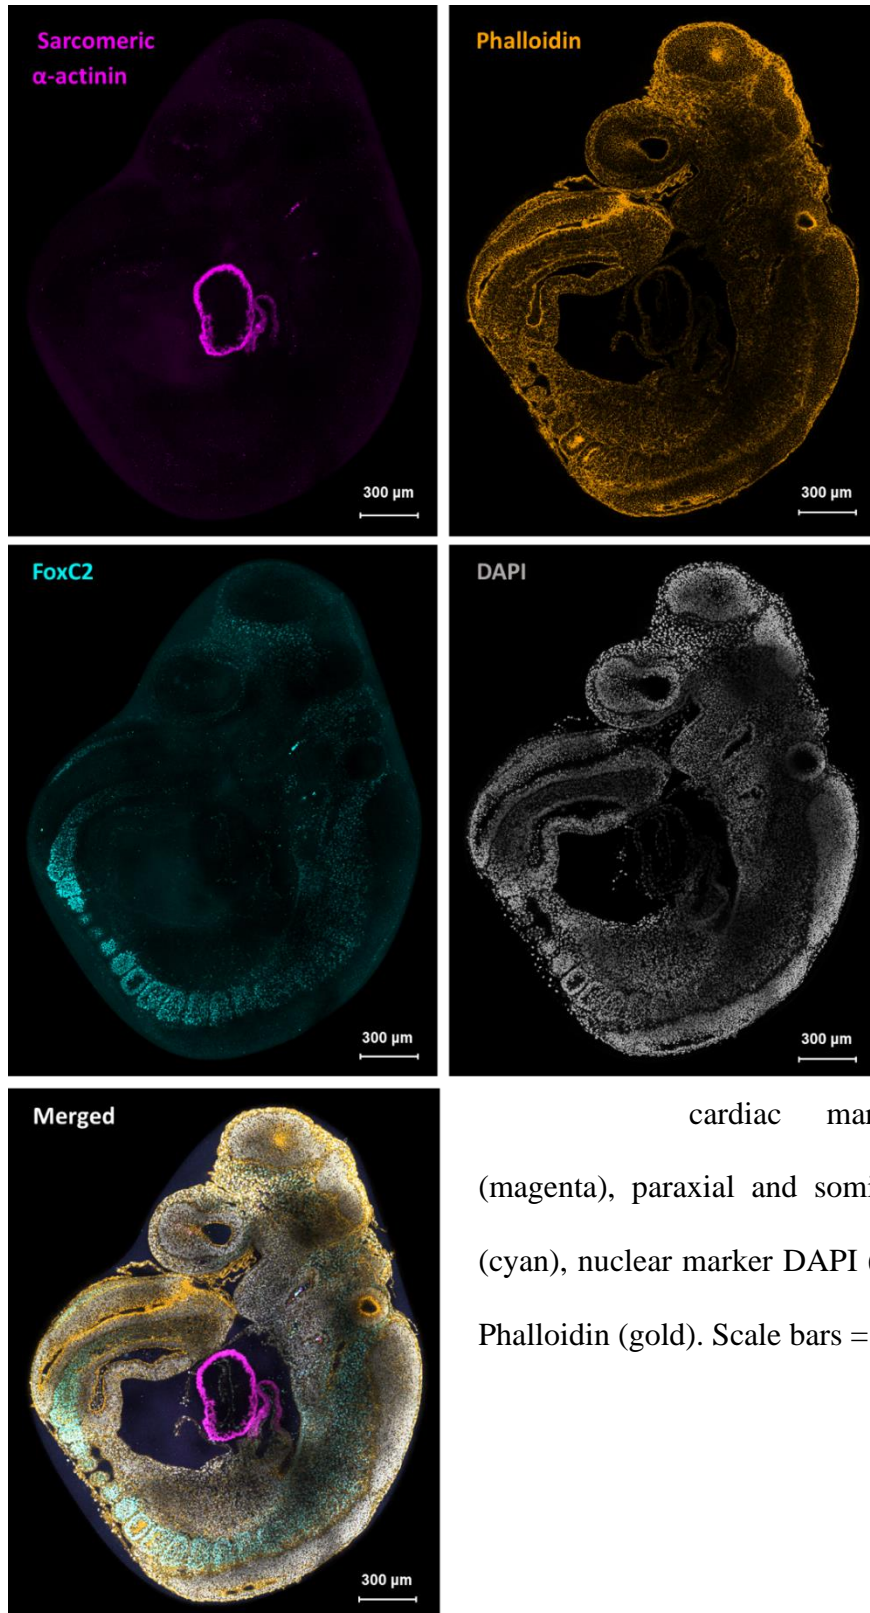 Sarcomeric
α-actinin
300 µm
Phalloidin
300 µm
FoxC2
300 µm
DAPI
300 µm
Merged
300 µm
cardiac
(magenta), paraxial and
(cyan), nuclear marker DAPI
Phalloidin (gold). Scale bars =